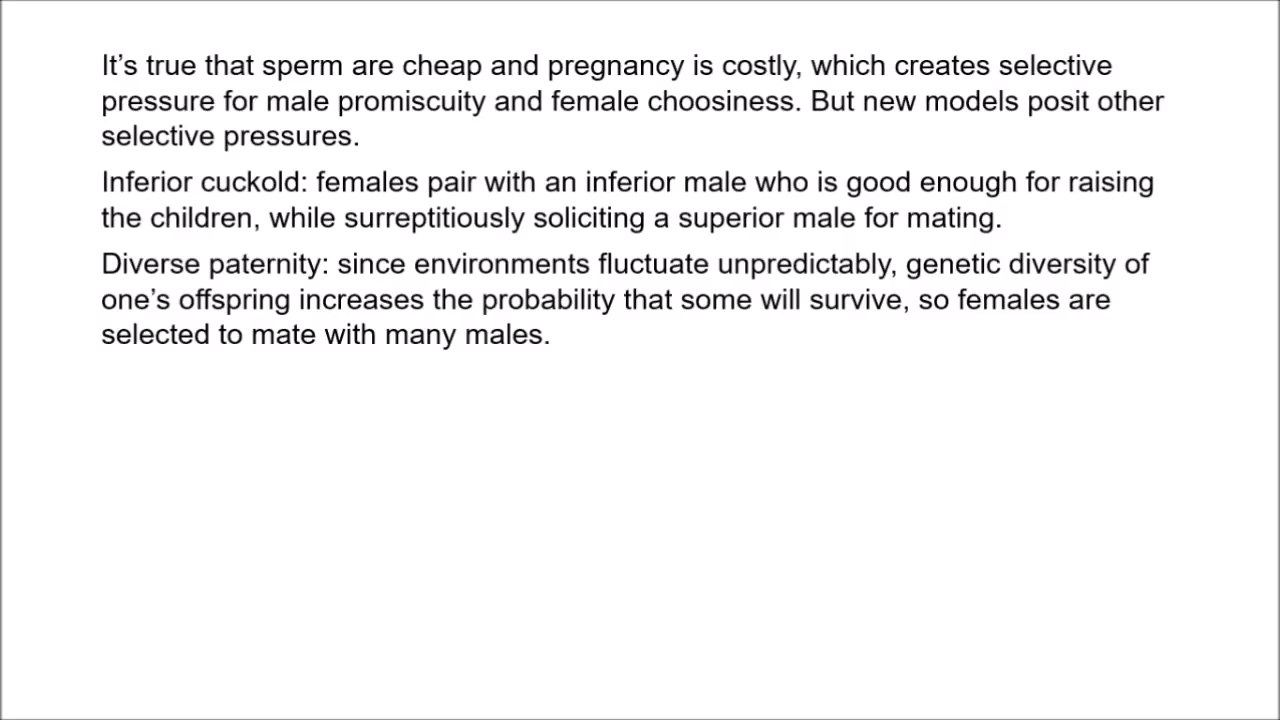 It’s true that sperm are cheap and pregnancy is costly, which creates selective
pressure for male promiscuity and female choosiness. But new models posit other
selective pressures.
Inferior cuckold: females pair with an inferior male who is good enough for raising
the children, while surreptitiously soliciting a superior male for mating.
Diverse paternity: since environments fluctuate unpredictably, genetic diversity of
one’s offspring increases the probability that some will survive, so females are
selected to mate with many males.